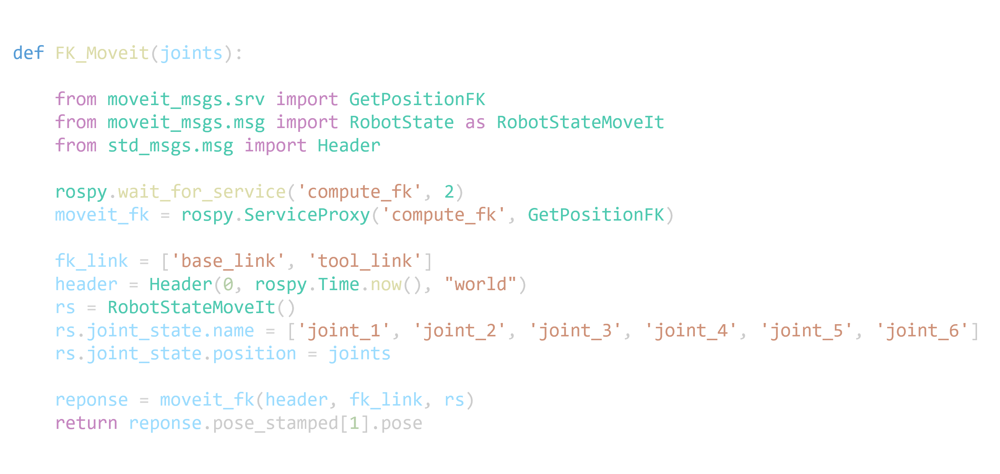 def FK_Moveit(joints):
from moveit_msgs.srv import GetPositionFK
from moveit_msgs.msg import RobotState as RobotStateMoveIt
from std_msgs.msg import Header
rospy.wait_for_service('compute_fk', 2)
moveit_fk = rospy.ServiceProxy('compute_fk', GetPositionFK)
fk_link = ['base_link', 'tool_link']
header = Header(0, rospy.Time.now(), "world")
rs = RobotStateMoveIt()
rs.joint_state.name = ['joint_1', 'joint_2', 'joint_3', 'joint_4', 'joint_5', 'joint_6']
rs.joint_state.position = joints
reponse = moveit_fk(header, fk_link, rs)
return reponse.pose_stamped[1].pose